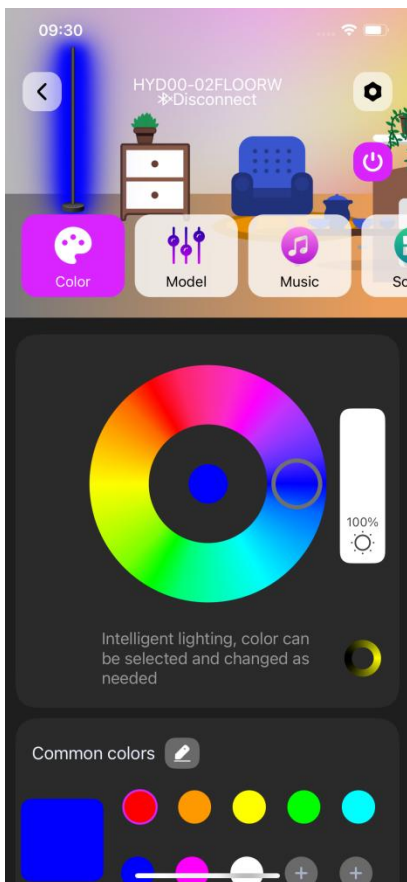 09:30
HYD00-02FLOORW
Disconnect
Color
Model
Music
100%
Intelligent lighting, color can
be selected and changed as
needed
Common colors